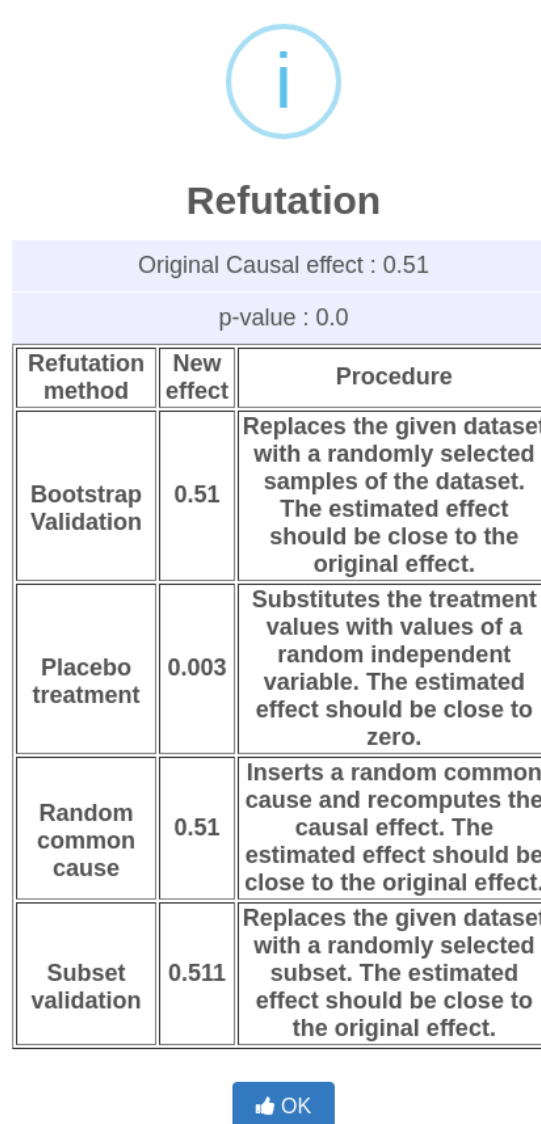 i
Refutation
Original Causal effect : 0.51
p-value : 0.0
Refutation method
New effect
Procedure
Bootstrap Validation
0.51
Replaces the given dataset
with a randomly selected
samples of the dataset.
The estimated effect
should be close to the
original effect.
Placebo treatment
0.003
Substitutes the treatment
values with values of a
random independent
variable. The estimated
effect should be close to
zero.
Random common cause
0.51
Inserts a random common
cause and recomputes the
causal effect. The
estimated effect should be
close to the original effect.
Subset validation
0.511
Replaces the given dataset
with a randomly selected
subset. The estimated
effect should be close to
the original effect.
OK